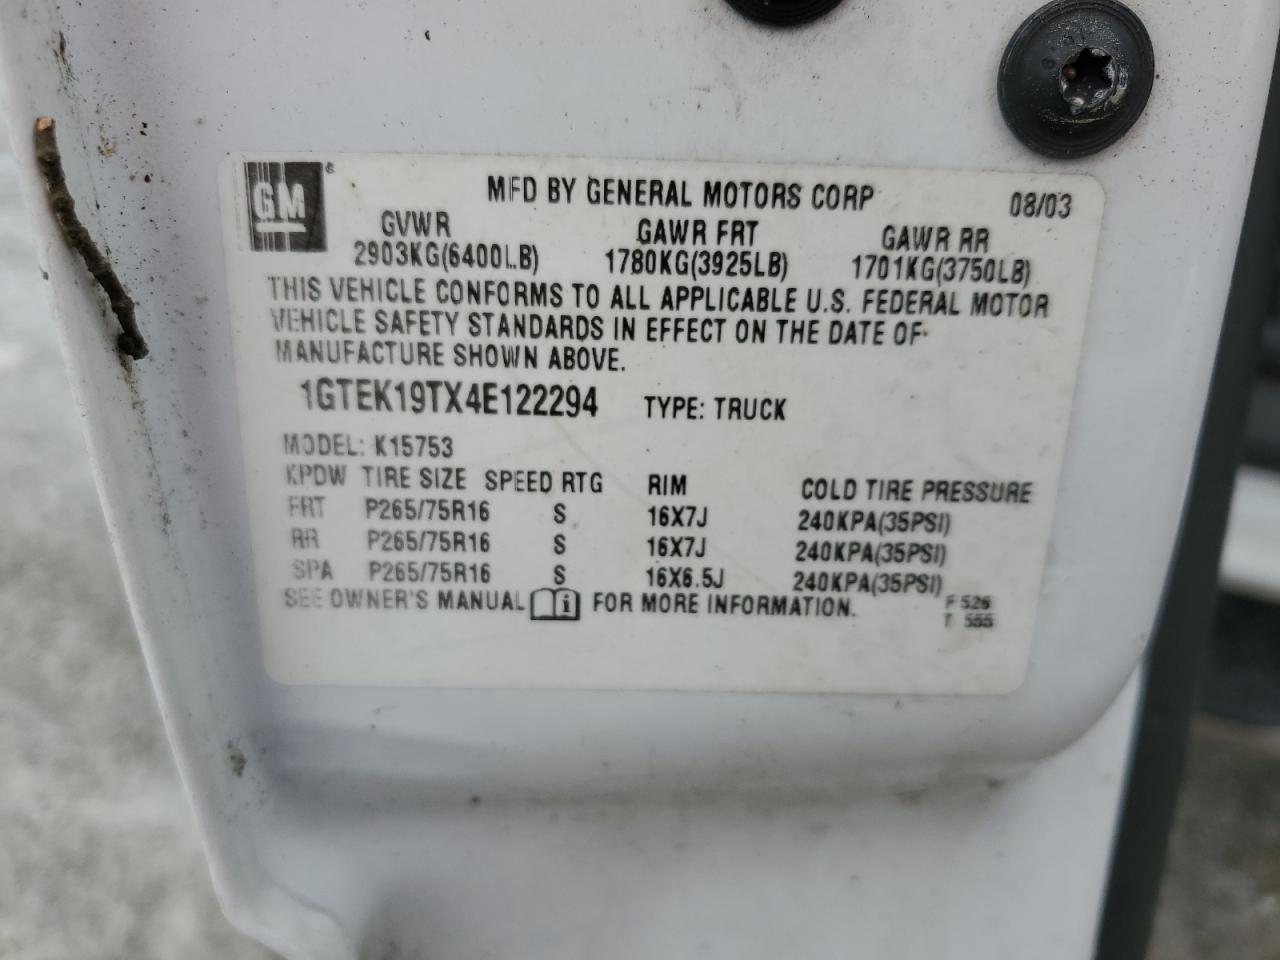 GM ®
MFD BY GENERAL MOTORS CORP 08/03
GVWR GAWR FRT GAWR RR
2903KG(6400LB) 1780KG(3925LB) 1701KG(3750LB)
THIS VEHICLE CONFORMS TO ALL APPLICABLE U.S. FEDERAL MOTOR
VEHICLE SAFETY STANDARDS IN EFFECT ON THE DATE OF
MANUFACTURE SHOWN ABOVE.
1GTEK19TX4E122294 TYPE: TRUCK
MODEL: K15753
KPDW TIRE SIZE SPEED RTG RIM COLD TIRE PRESSURE
FRT P265/75R16 S 16X7J 240KPA(35PSI)
RR P265/75R16 S 16X7J 240KPA(35PSI)
SPA P265/75R16 S 16X6.5J 240KPA(35PSI)
SEE OWNER'S MANUAL i FOR MORE INFORMATION.
F 526
T 555